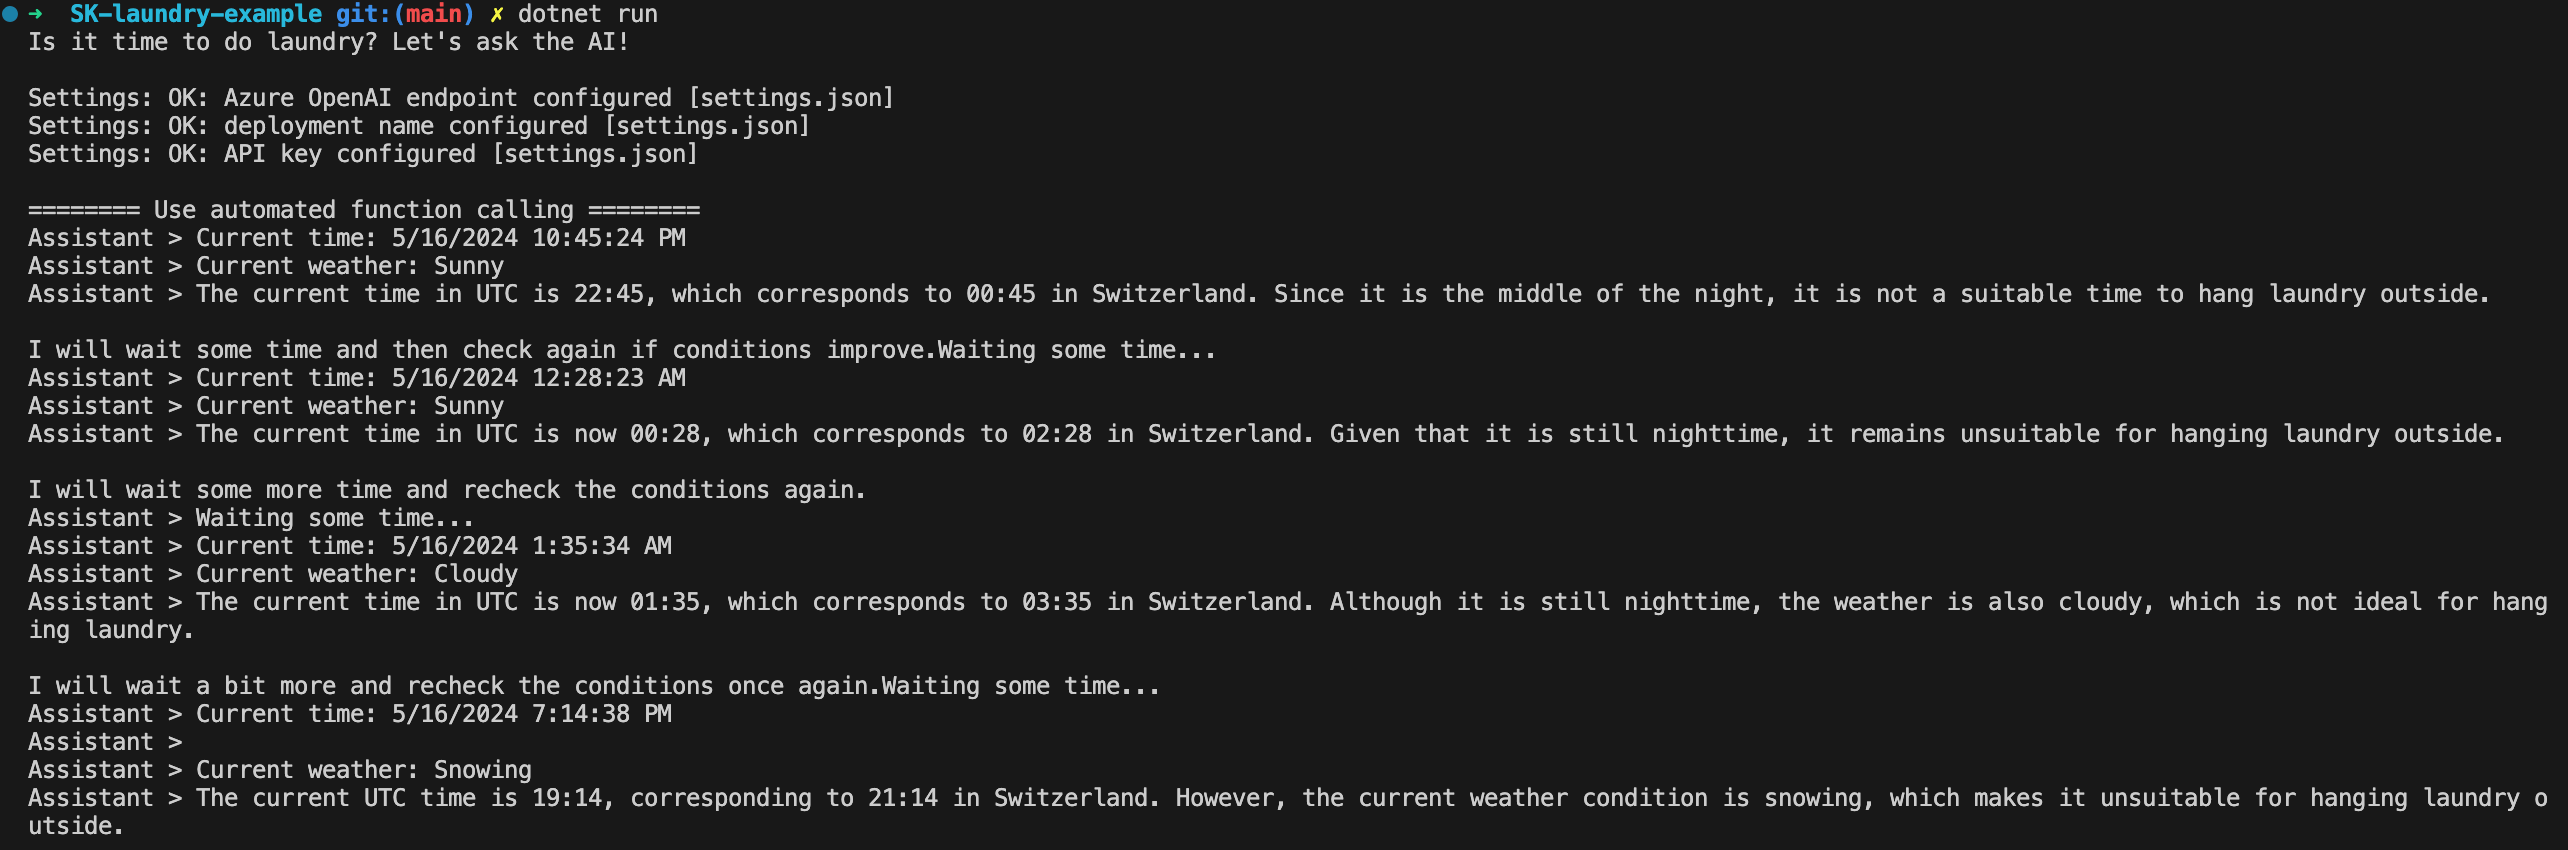 ➜  SK-laundry-example git:(main) ✗ dotnet run
Is it time to do laundry? Let's ask the AI!
Settings: OK: Azure OpenAI endpoint configured [settings.json]
Settings: OK: deployment name configured [settings.json]
Settings: OK: API key configured [settings.json]
======== Use automated function calling ========
Assistant > Current time: 5/16/2024 10:45:24 PM
Assistant > Current weather: Sunny
Assistant > The current time in UTC is 22:45, which corresponds to 00:45 in Switzerland. Since it is the middle of the night, it is not a suitable time to hang laundry outside.
I will wait some time and then check again if conditions improve.Waiting some time...
Assistant > Current time: 5/16/2024 12:28:23 AM
Assistant > Current weather: Sunny
Assistant > The current time in UTC is now 00:28, which corresponds to 02:28 in Switzerland. Given that it is still nighttime, it remains unsuitable for hanging laundry outside.
I will wait some more time and recheck the conditions again.
Assistant > Waiting some time...
Assistant > Current time: 5/16/2024 1:35:34 AM
Assistant > Current weather: Cloudy
Assistant > The current time in UTC is now 01:35, which corresponds to 03:35 in Switzerland. Although it is still nighttime, the weather is also cloudy, which is not ideal for hang
ing laundry.
I will wait a bit more and recheck the conditions once again.Waiting some time...
Assistant > Current time: 5/16/2024 7:14:38 PM
Assistant >
Assistant > Current weather: Snowing
Assistant > The current UTC time is 19:14, corresponding to 21:14 in Switzerland. However, the current weather condition is snowing, which makes it unsuitable for hanging laundry o
utside.